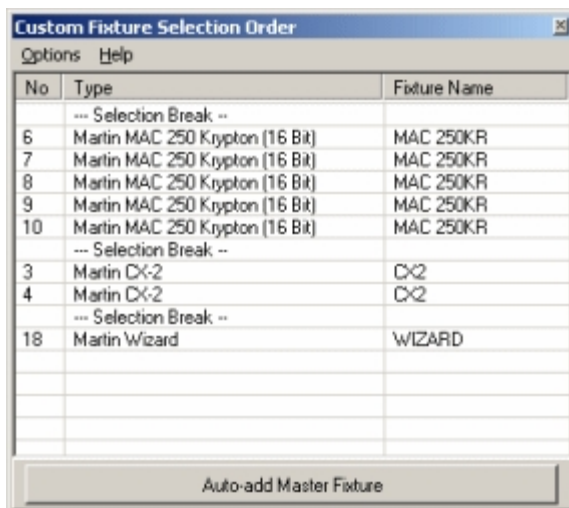 Custom Fixture Selection Order
Options Help
No Type Fixture Name
--- Selection Break --
6 Martin MAC 250 Krypton (16 Bit) MAC 250KR
7 Martin MAC 250 Krypton (16 Bit) MAC 250KR
8 Martin MAC 250 Krypton (16 Bit) MAC 250KR
9 Martin MAC 250 Krypton (16 Bit) MAC 250KR
10 Martin MAC 250 Krypton (16 Bit) MAC 250KR
--- Selection Break --
3 Martin CX-2 CX2
4 Martin CX-2 CX2
--- Selection Break --
18 Martin Wizard WIZARD
Auto-add Master Fixture